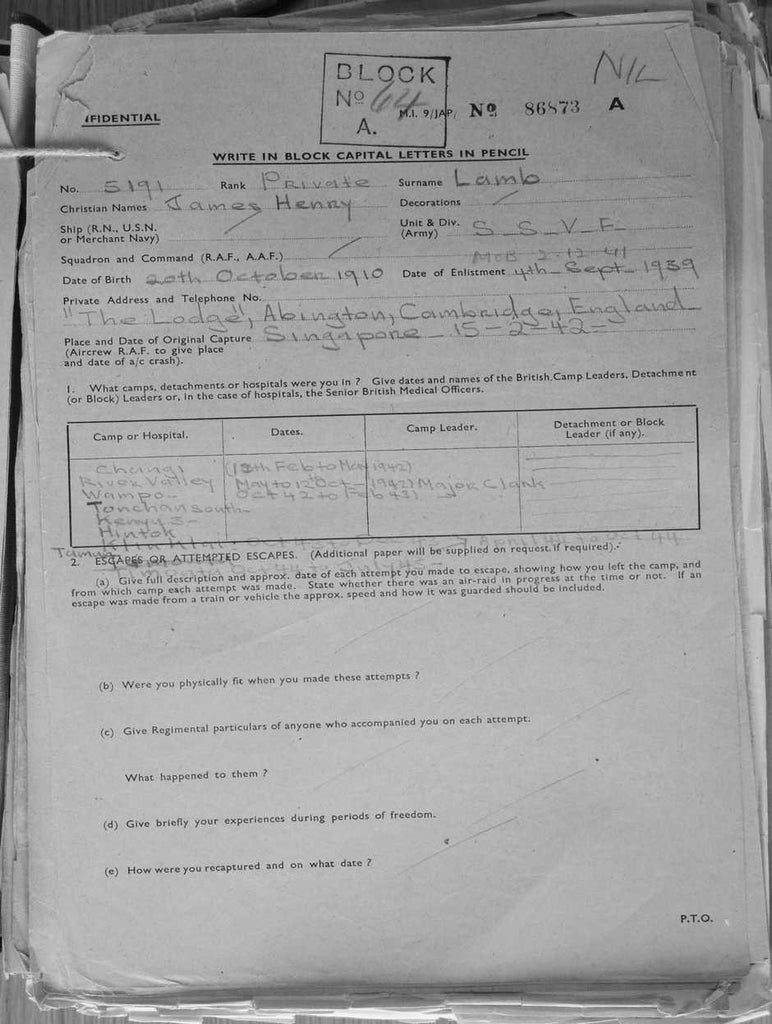 BLOCK
No 64
A.
NIL
FIDENTIAL
M.I. 9/JAP/ No 86873 A
WRITE IN BLOCK CAPITAL LETTERS IN PENCIL
No. 5191 Rank Private Surname Lamb
Christian Names James Henry Decorations
Ship (R.N., U.S.N. or Merchant Navy)
Unit & Div. (Army) S_S_V_F_
Squadron and Command (R.A.F., A.A.F.)
MOB 2-12-41
Date of Birth 20th October 1910 Date of Enlistment 4th_Sept_1939
Private Address and Telephone No.
"The Lodge", Abington, Cambridge, England
Place and Date of Original Capture Singapore_15-2-42-
(Aircrew R.A.F. to give place
and date of a/c crash).
1. What camps, detachments or hospitals were you in ? Give dates and names of the British Camp Leaders, Detachment
(or Block) Leaders or, in the case of hospitals, the Senior British Medical Officers.
Camp or Hospital. Dates. Camp Leader. Detachment or Block Leader (if any).
Changi (18th Feb to May 1942)
River Valley May to 12th Oct 1942) Major Clark
Wampo- Oct 42 to Feb 43)
Tonchan South-
Kenyu 3-
Hintok
April 44 to Oct 44
2. ESCAPES OR ATTEMPTED ESCAPES. (Additional paper will be supplied on request if required).
(a) Give full description and approx. date of each attempt you made to escape, showing how you left the camp, and
from which camp each attempt was made. State whether there was an air-raid in progress at the time or not. If an
escape was made from a train or vehicle the approx. speed and how it was guarded should be included.
(b) Were you physically fit when you made these attempts ?
(c) Give Regimental particulars of anyone who accompanied you on each attempt.
What happened to them ?
(d) Give briefly your experiences during periods of freedom.
(e) How were you recaptured and on what date ?
P.T.O.